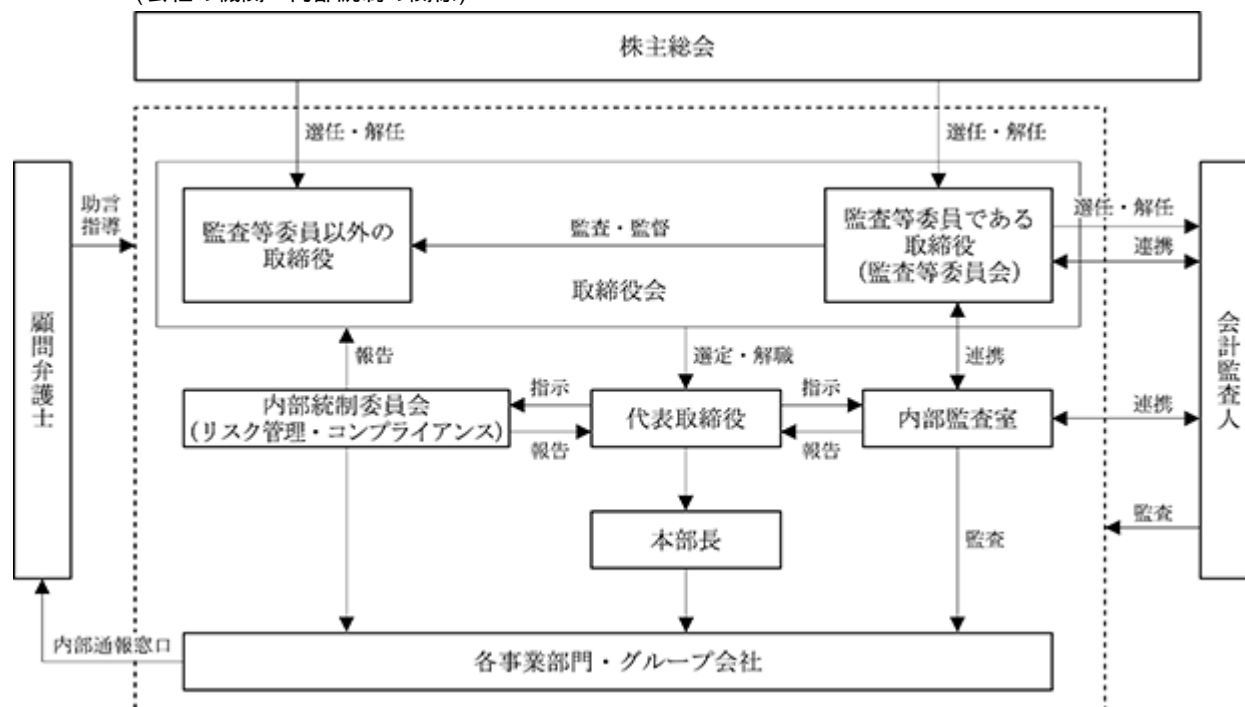 株主総会
選任・解任
選任・解任
助言
指導
監査等委員以外の
取締役
監査・監督
監査等委員である
取締役
(監査等委員会)
選任・解任
連携
取締役会
顧問弁護士
会計監査人
報告
選定・解職
連携
内部統制委員会
(リスク管理・コンプライアンス)
指示
報告
代表取締役
指示
報告
内部監査室
連携
本部長
監査
監査
内部通報窓口
各事業部門・グループ会社